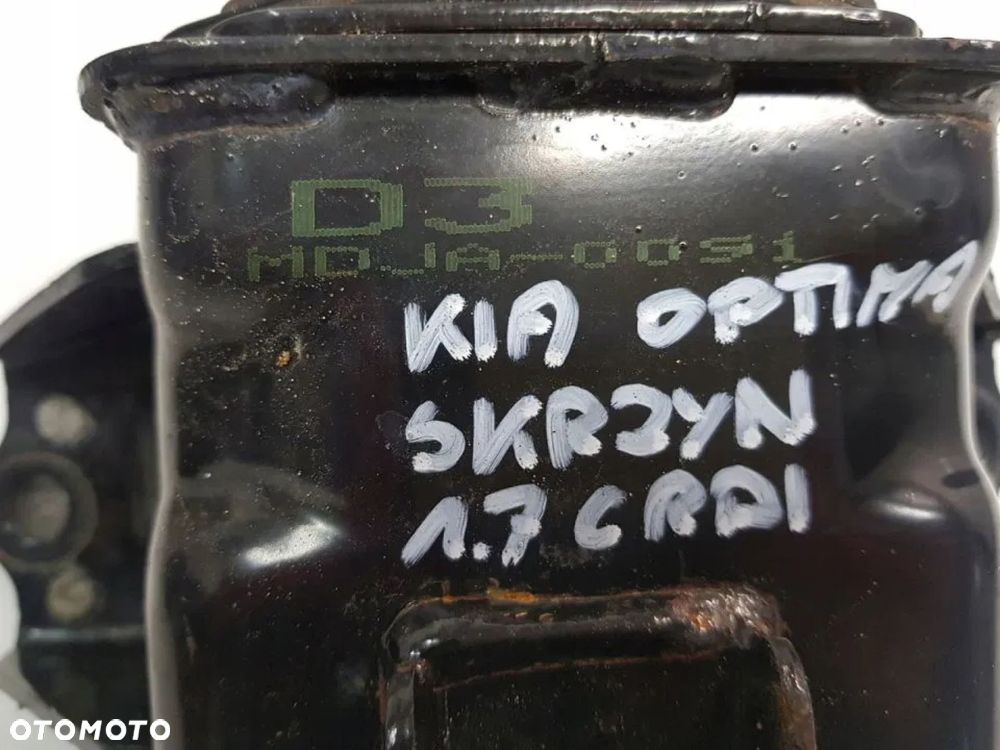 D3
MDJA-0091
KIA OPTIMA
SKRZYN
1.7 CRDI
OTOMOTO